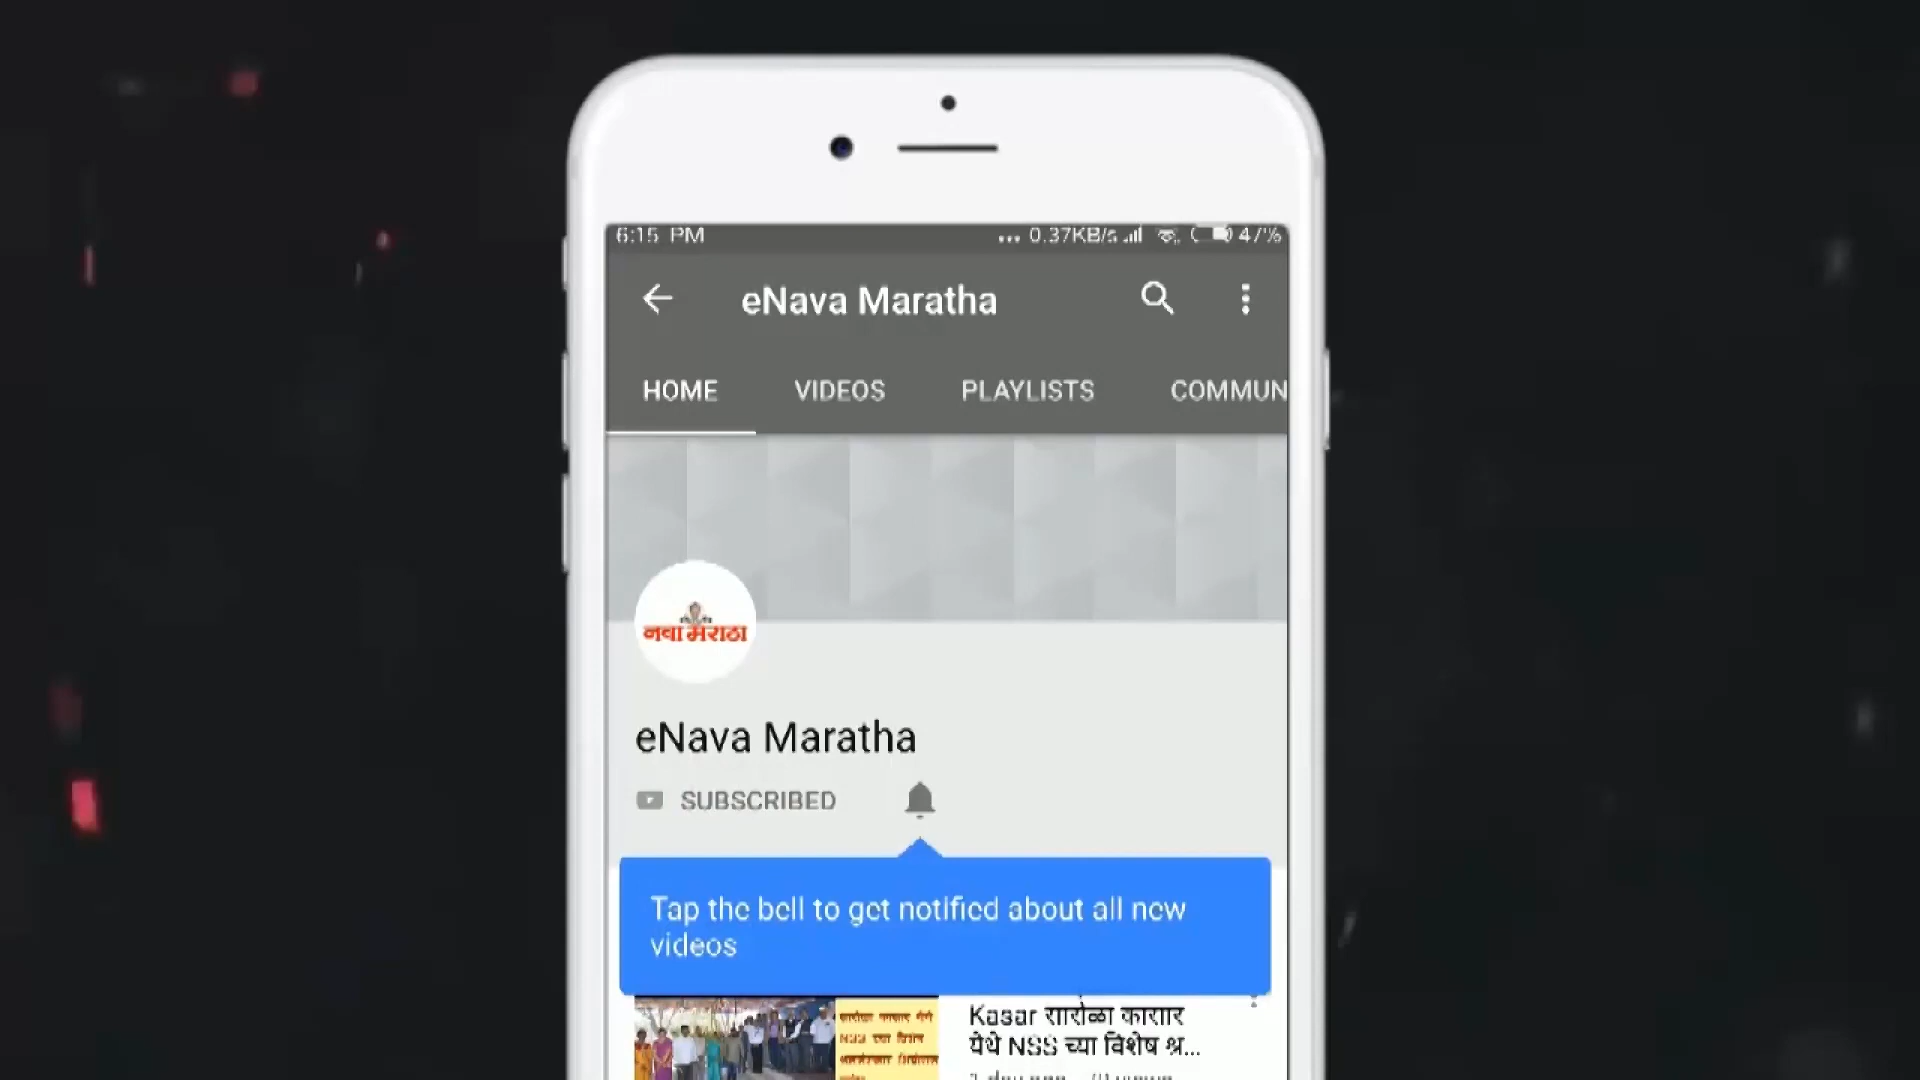 6:15 PM
0.37KB/s
47%
eNava Maratha
HOME VIDEOS PLAYLISTS COMMUN
नवा मराठा
eNava Maratha
SUBSCRIBED
Tap the bell to get notified about all new
videos
Kasar सारोळा कासार
येथे NSS च्या विशेष श्र...
NSS च्या विशेष